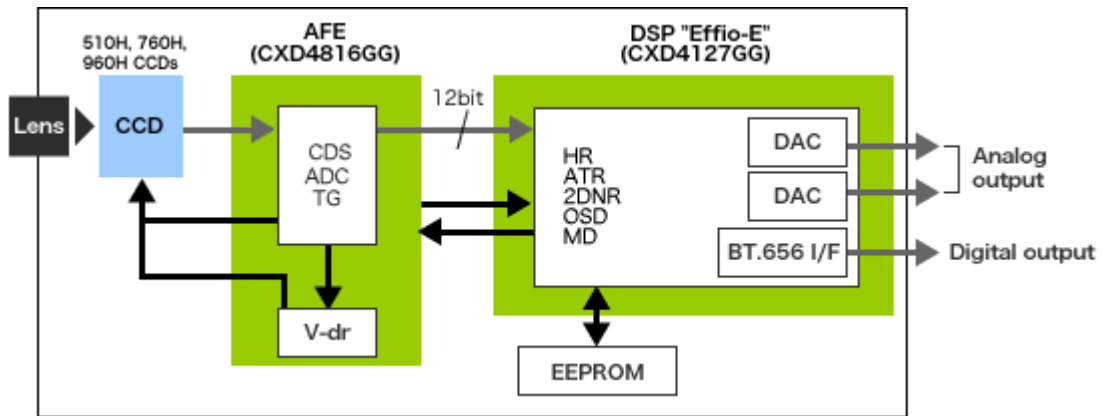 AFE
(CXD4816GG)
DSP "Effio-E"
(CXD4127GG)
510H, 760H,
960H CCDs
Lens
CCD
12bit
CDS
ADC
TG
V-dr
HR
ATR
2DNR
OSD
MD
DAC
DAC
BT.656 I/F
EEPROM
Analog
output
Digital output